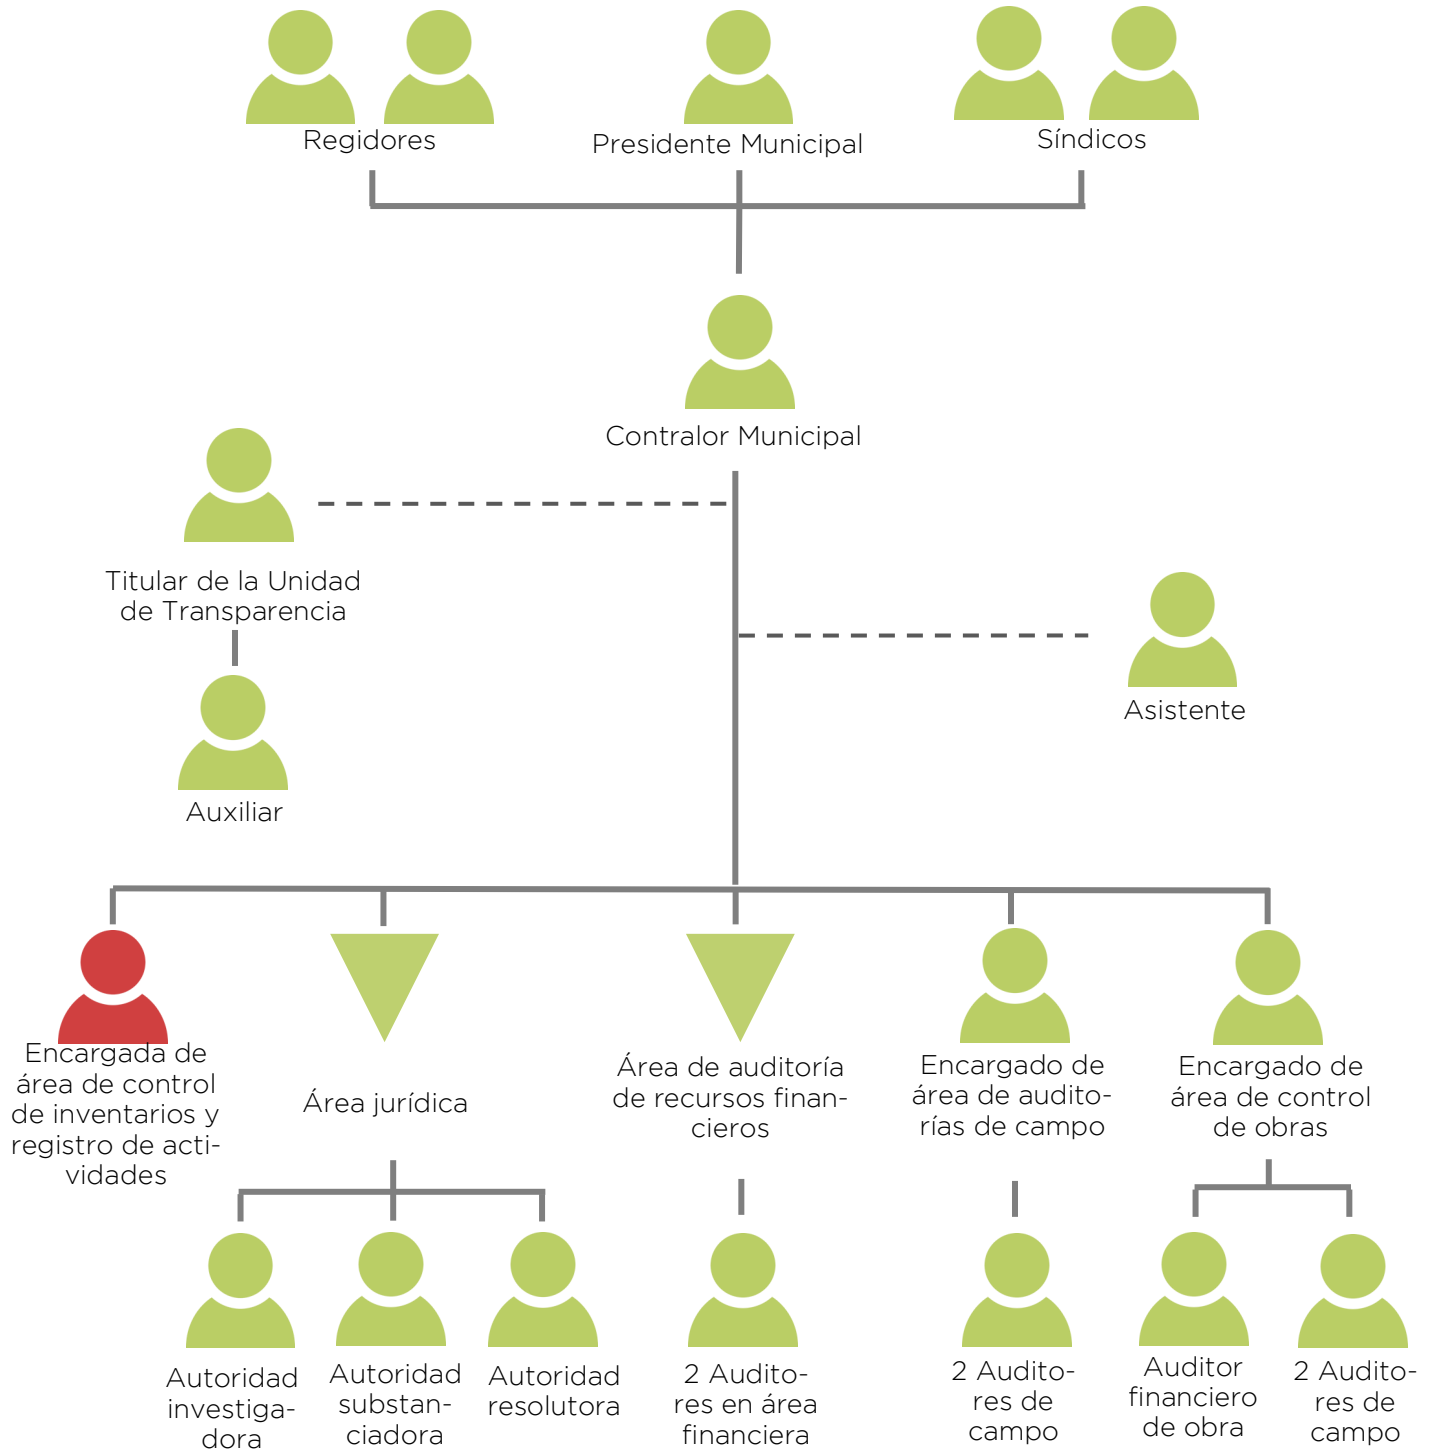 Regidores
Presidente Municipal
Síndicos
Contralor Municipal
Titular de la Unidad
de Transparencia
Asistente
Auxiliar
Encargada de
área de control
de inventarios y
registro de acti-
vidades
Área jurídica
Área de auditoría
de recursos finan-
cieros
Encargado de
área de audito-
rías de campo
Encargado de
área de control
de obras
Autoridad
investiga-
dora
Autoridad
substan-
ciadora
Autoridad
resolutora
2 Audito-
res en área
financiera
2 Audito-
res de
campo
Auditor
financiero
de obra
2 Audito-
res de
campo